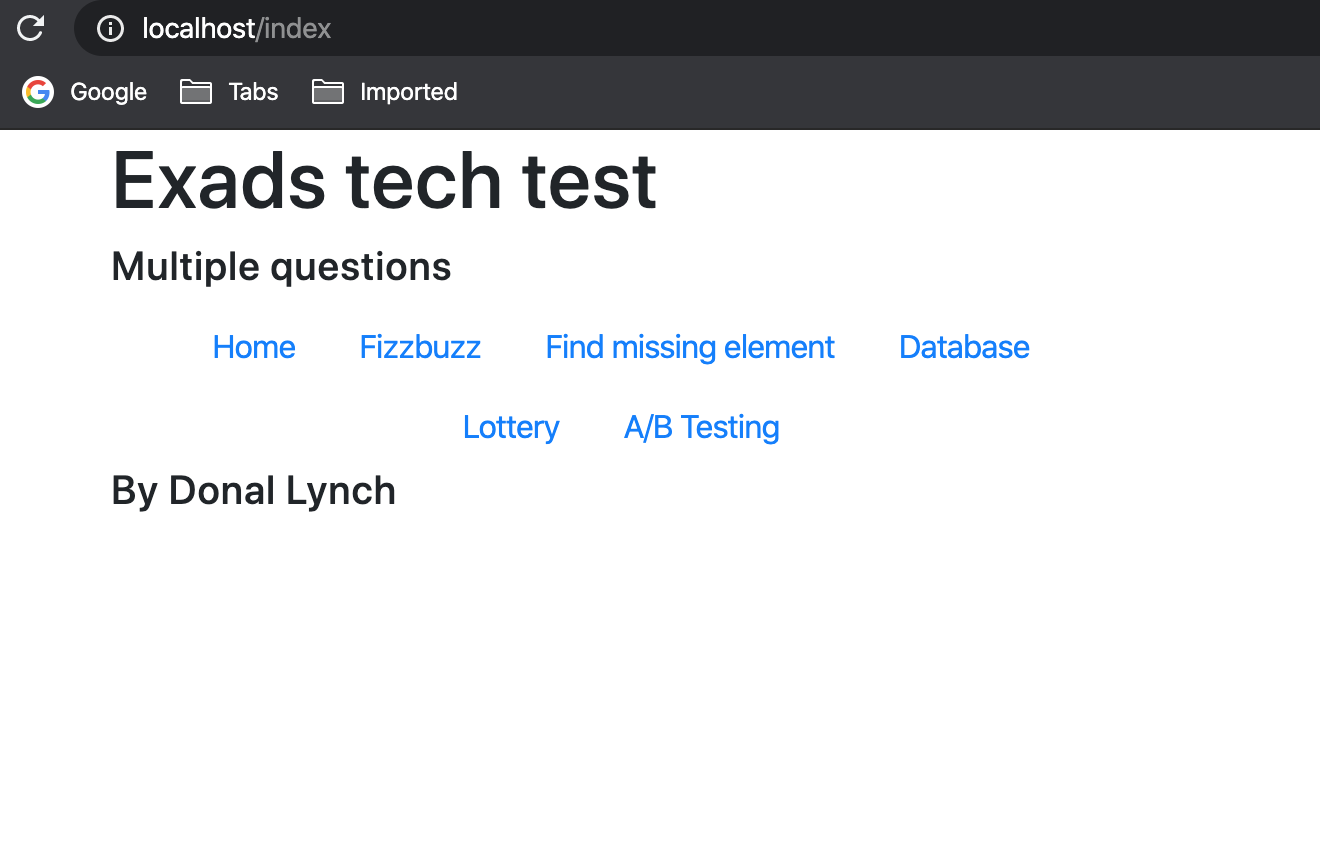 localhost/index
Google Tabs Imported
Exads tech test
Multiple questions
Home Fizzbuzz Find missing element Database
Lottery A/B Testing
By Donal Lynch